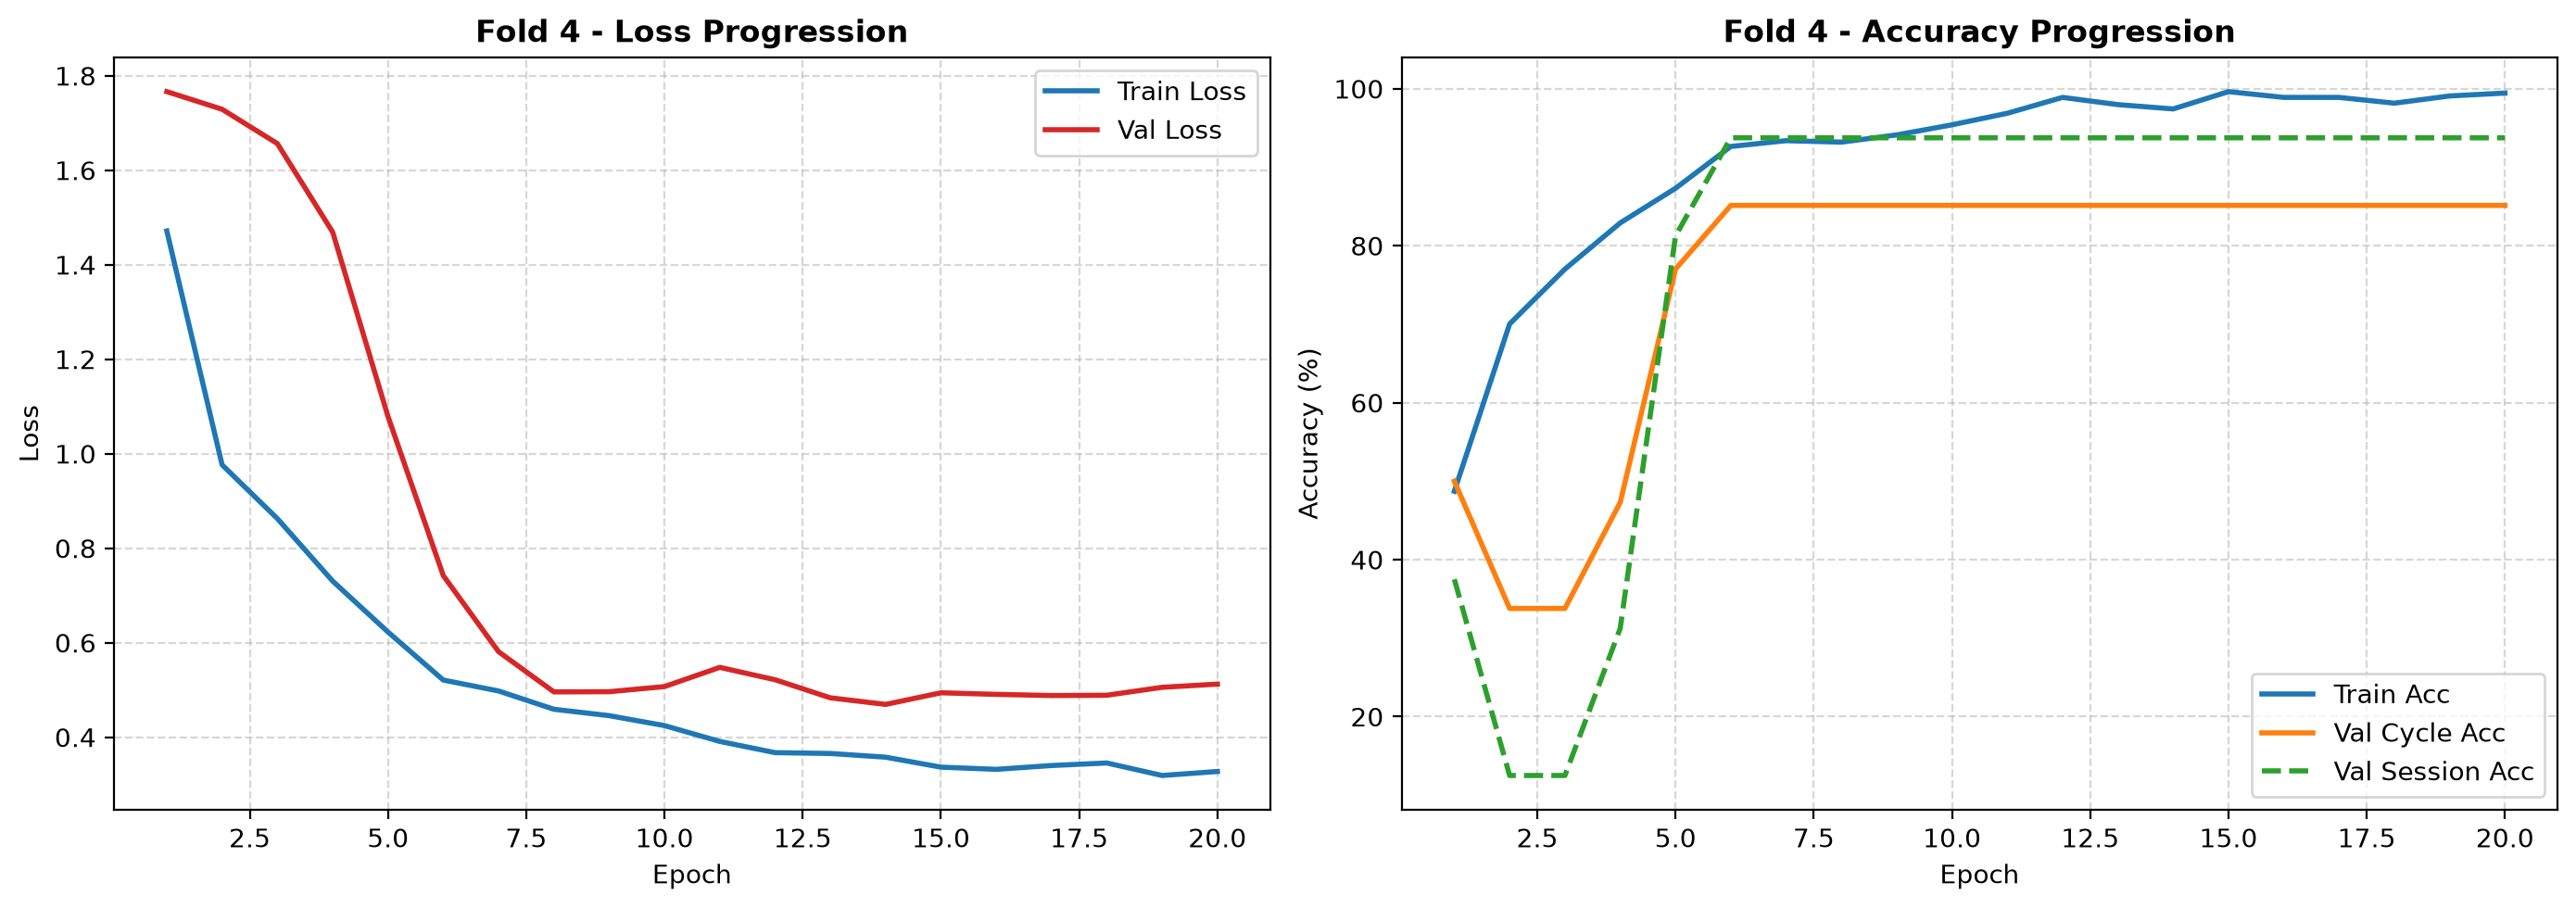 Fold 4 - Loss Progression
1.8
1.6
1.4
1.2
1.0
0.8
0.6
0.4
Loss
Train Loss
Val Loss
2.5 5.0 7.5 10.0 12.5 15.0 17.5 20.0
Epoch
Fold 4 - Accuracy Progression
100
80
60
40
20
Accuracy (%)
Train Acc
Val Cycle Acc
Val Session Acc
2.5 5.0 7.5 10.0 12.5 15.0 17.5 20.0
Epoch